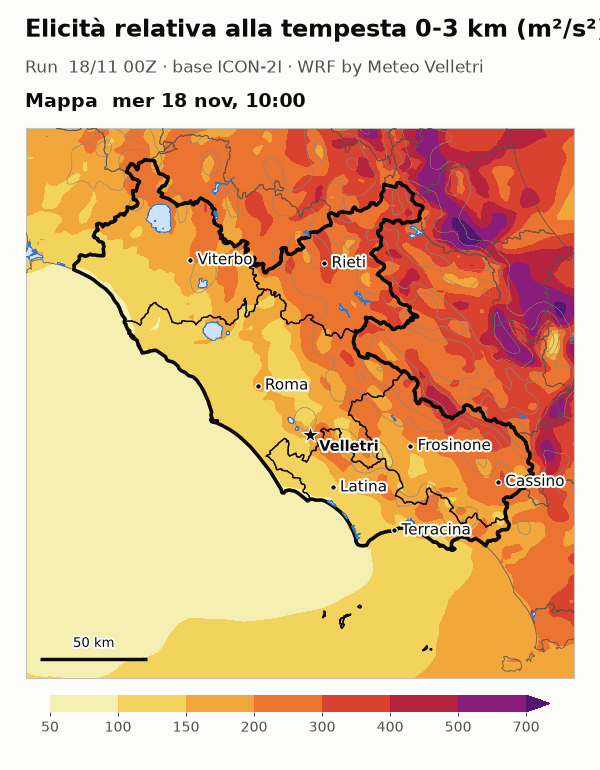 Elicità relativa alla tempesta 0-3 km (m²/s²)
Run 18/11 00Z · base ICON-2I · WRF by Meteo Velletri
Mappa mer 18 nov, 10:00
Viterbo
Rieti
Roma
Velletri
Frosinone
Cassino
Latina
Terracina
50 km
50 100 150 200 300 400 500 700